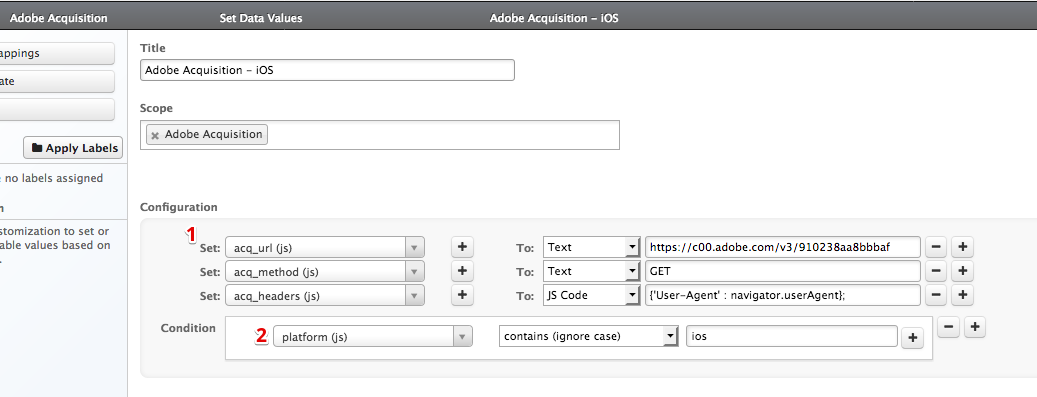 Adobe Acquisition Set Data Values Adobe Acquisition – iOS
appings
ate
Apply Labels
no labels assigned
n
stomization to set or
able values based on
.
Title
Adobe Acquisition – iOS
Scope
× Adobe Acquisition
Configuration
1
Set: acq_url (js) + To: Text https://c00.adobe.com/v3/910238aa8bbbaf − +
Set: acq_method (js) + To: Text GET − +
Set: acq_headers (js) + To: JS Code {'User-Agent' : navigator.userAgent}; − +
Condition 2 platform (js) contains (ignore case) ios + − +